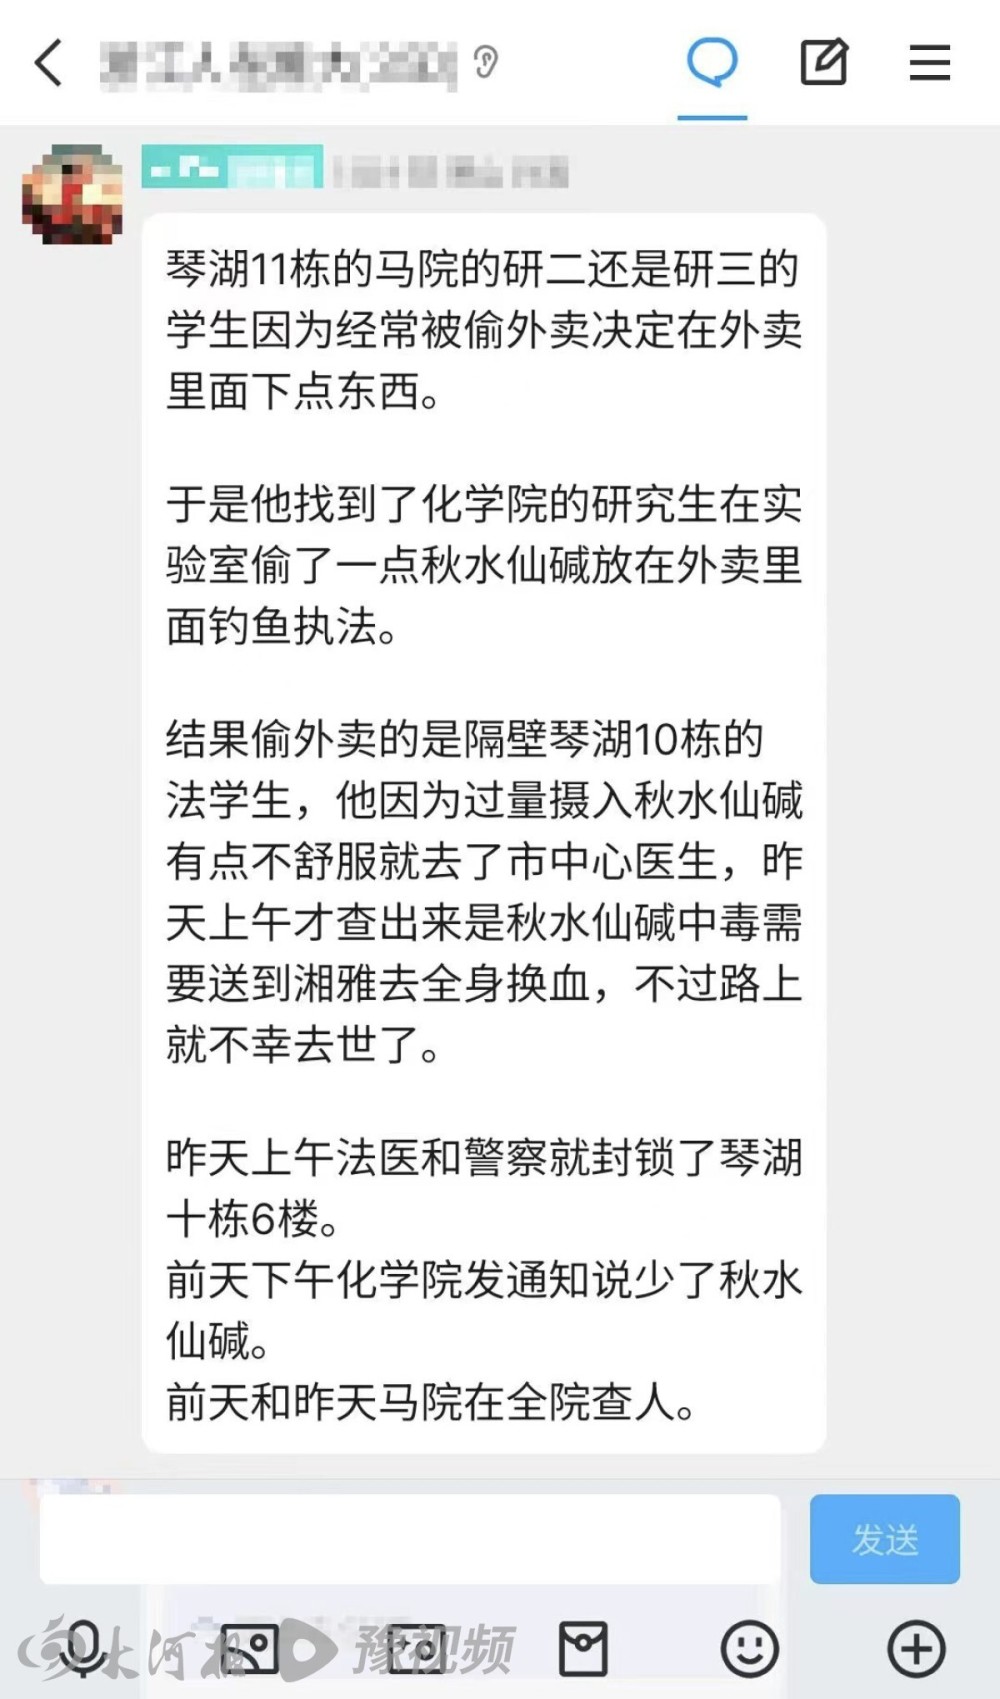 琴湖11栋的马院的研二还是研三的
学生因为经常被偷外卖决定在外卖
里面下点东西。
于是他找到了化学院的研究生在实
验室偷了一点秋水仙碱放在外卖里
面钓鱼执法。
结果偷外卖的是隔壁琴湖10栋的
法学生，他因为过量摄入秋水仙碱
有点不舒服就去了市中心医生，昨
天上午才查出来是秋水仙碱中毒需
要送到湘雅去全身换血，不过路上
就不幸去世了。
昨天上午法医和警察就封锁了琴湖
十栋6楼。
前天下午化学院发通知说少了秋水
仙碱。
前天和昨天马院在全院查人。
发送
大河报 豫视频